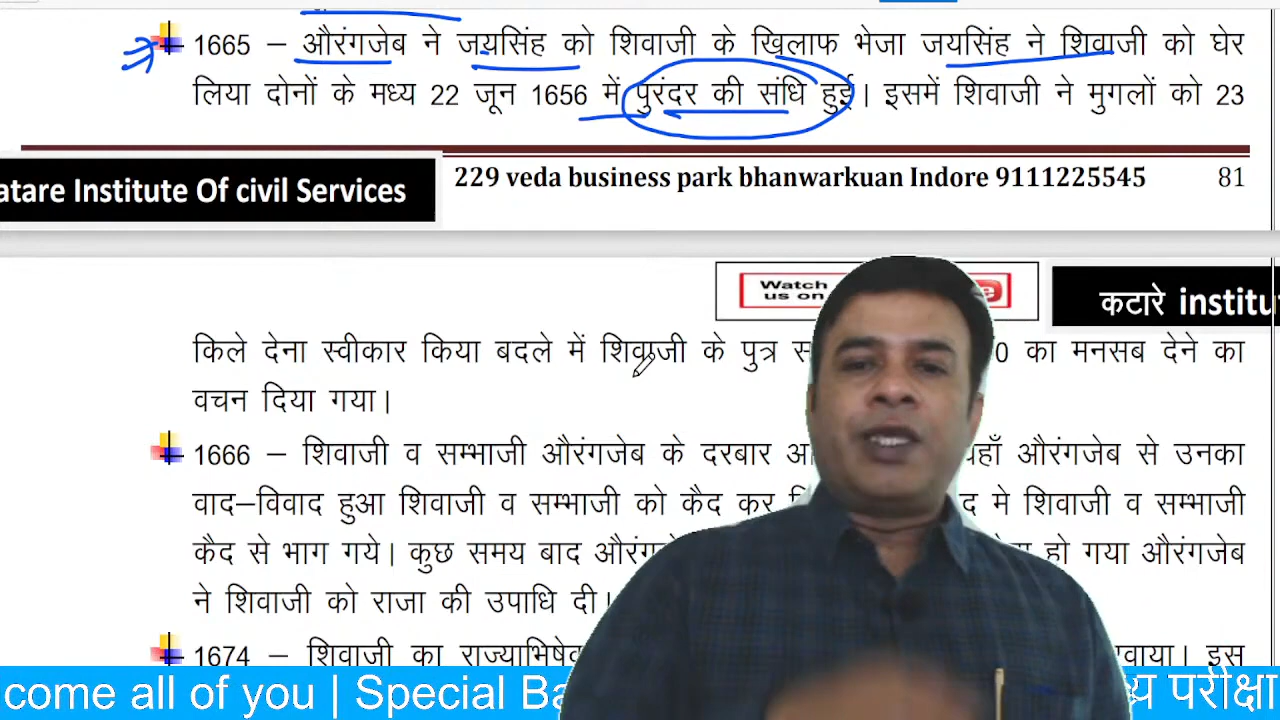 1665 – औरंगजेब ने जयसिंह को शिवाजी के खिलाफ भेजा जयसिंह ने शिवाजी को घेर
लिया दोनों के मध्य 22 जून 1656 में पुरंदर की संधि हुई। इसमें शिवाजी ने मुगलों को 23
atare Institute Of civil Services
229 veda business park bhanwarkuan Indore 9111225545
81
Watch
us on
कटारे institu
किले देना स्वीकार किया बदले में शिवाजी के पुत्र स 0 का मनसब देने का
वचन दिया गया।
1666 – शिवाजी व सम्भाजी औरंगजेब के दरबार यहाँ औरंगजेब से उनका
वाद–विवाद हुआ शिवाजी व सम्भाजी को कैद कर मे शिवाजी व सम्भाजी
कैद से भाग गये। कुछ समय बाद हो गया औरंगजेब
ने शिवाजी को राजा की उपाधि दी।
1674 – शिवाजी का इस
come all of you | Special Ba परीक्षा